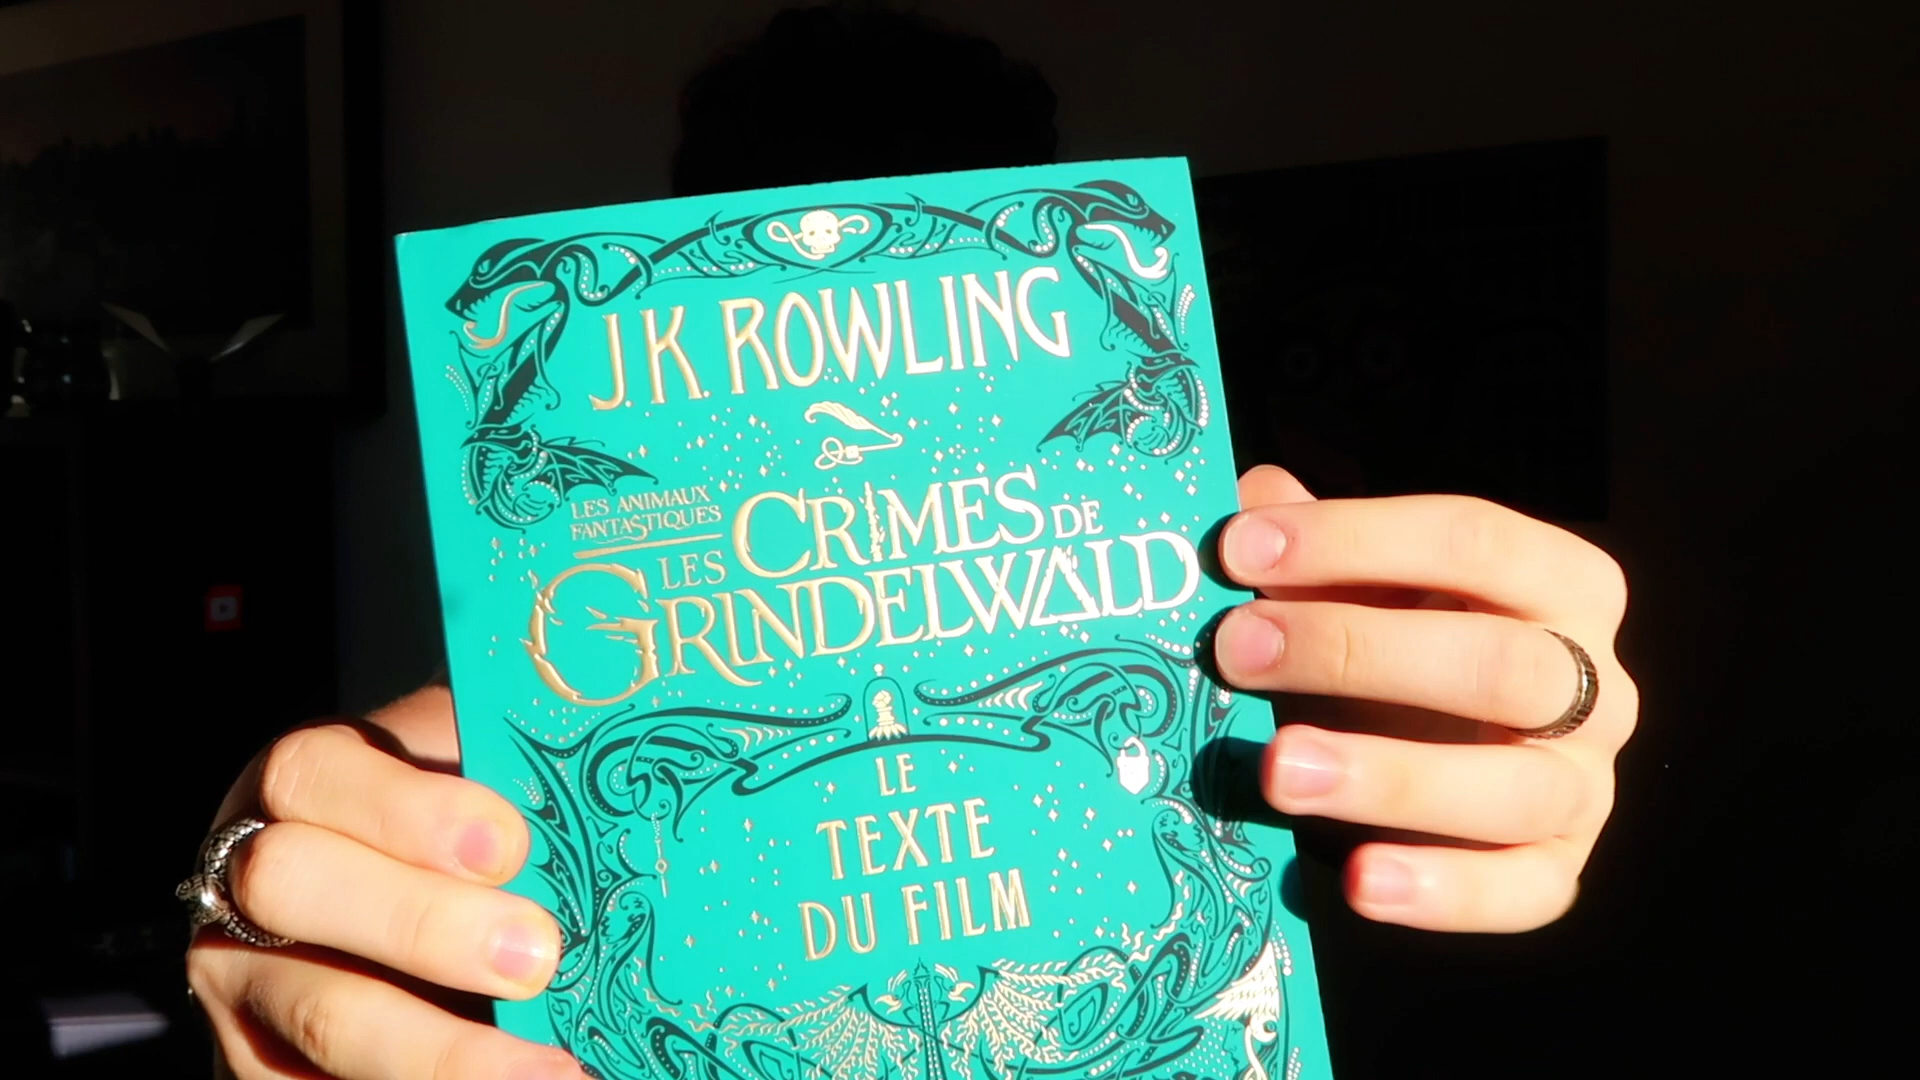 J.K. ROWLING
LES ANIMAUX
FANTASTIQUES
LES CRIMES DE
GRINDELWALD
LE
TEXTE
DU FILM